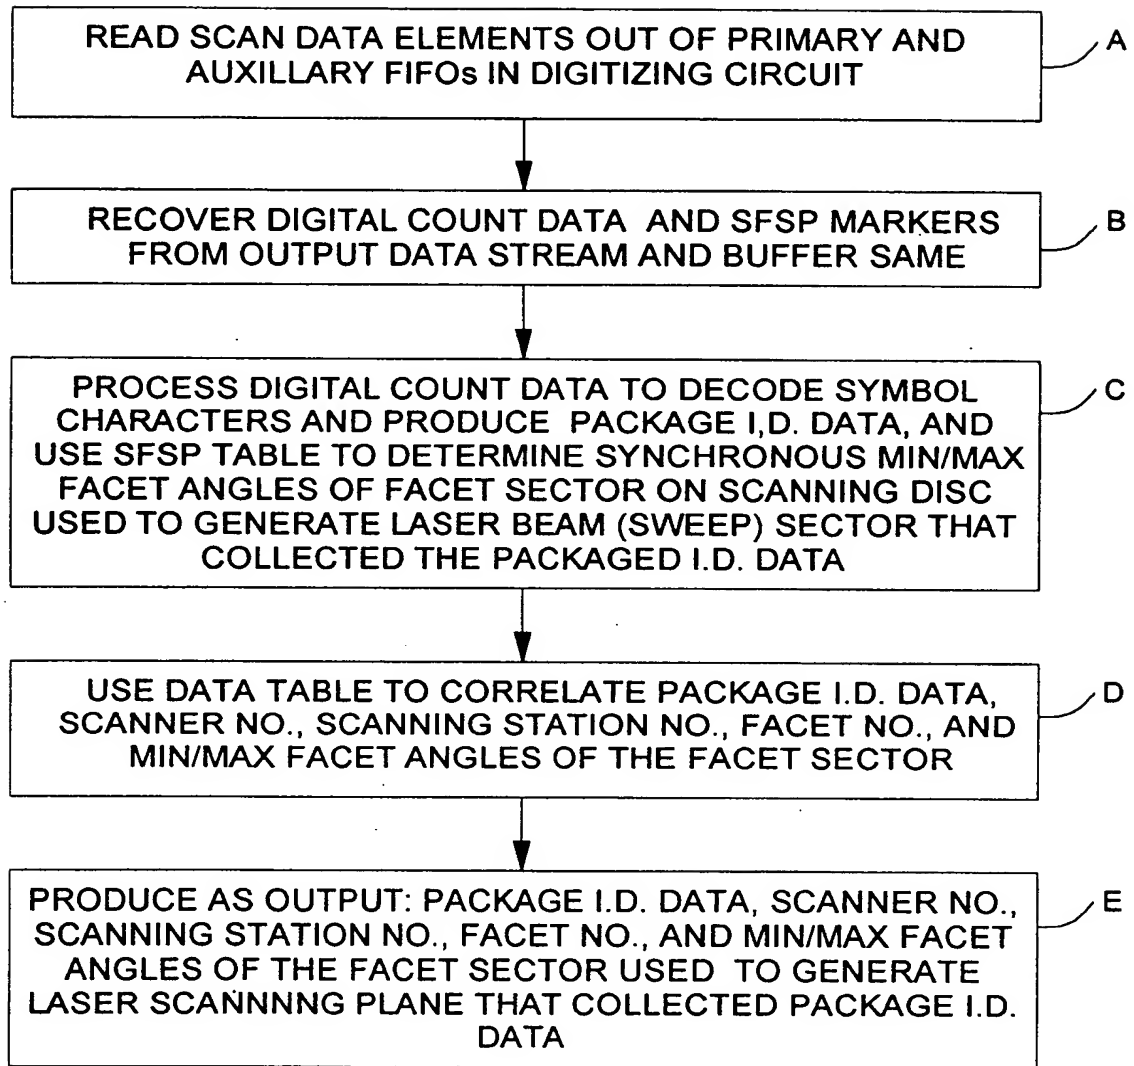 READ SCAN DATA ELEMENTS OUT OF PRIMARY AND
AUXILLARY FIFOs IN DIGITIZING CIRCUIT
A
RECOVER DIGITAL COUNT DATA AND SFSP MARKERS
FROM OUTPUT DATA STREAM AND BUFFER SAME
B
PROCESS DIGITAL COUNT DATA TO DECODE SYMBOL
CHARACTERS AND PRODUCE PACKAGE I,D. DATA, AND
USE SFSP TABLE TO DETERMINE SYNCHRONOUS MIN/MAX
FACET ANGLES OF FACET SECTOR ON SCANNING DISC
USED TO GENERATE LASER BEAM (SWEEP) SECTOR THAT
COLLECTED THE PACKAGED I.D. DATA
C
USE DATA TABLE TO CORRELATE PACKAGE I.D. DATA,
SCANNER NO., SCANNING STATION NO., FACET NO., AND
MIN/MAX FACET ANGLES OF THE FACET SECTOR
D
PRODUCE AS OUTPUT: PACKAGE I.D. DATA, SCANNER NO.,
SCANNING STATION NO., FACET NO., AND MIN/MAX FACET
ANGLES OF THE FACET SECTOR USED TO GENERATE
LASER SCANNNNG PLANE THAT COLLECTED PACKAGE I.D.
DATA
E